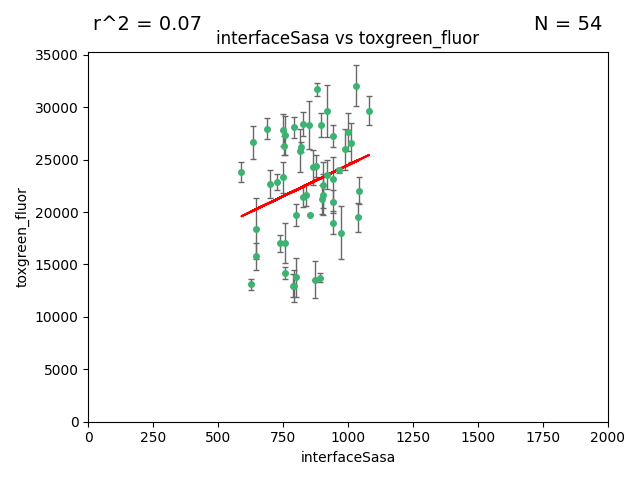 r^2 = 0.07
N = 54
interfaceSasa vs toxgreen_fluor
35000
30000
25000
20000
15000
10000
5000
0
toxgreen_fluor
0 250 500 750 1000 1250 1500 1750 2000
interfaceSasa